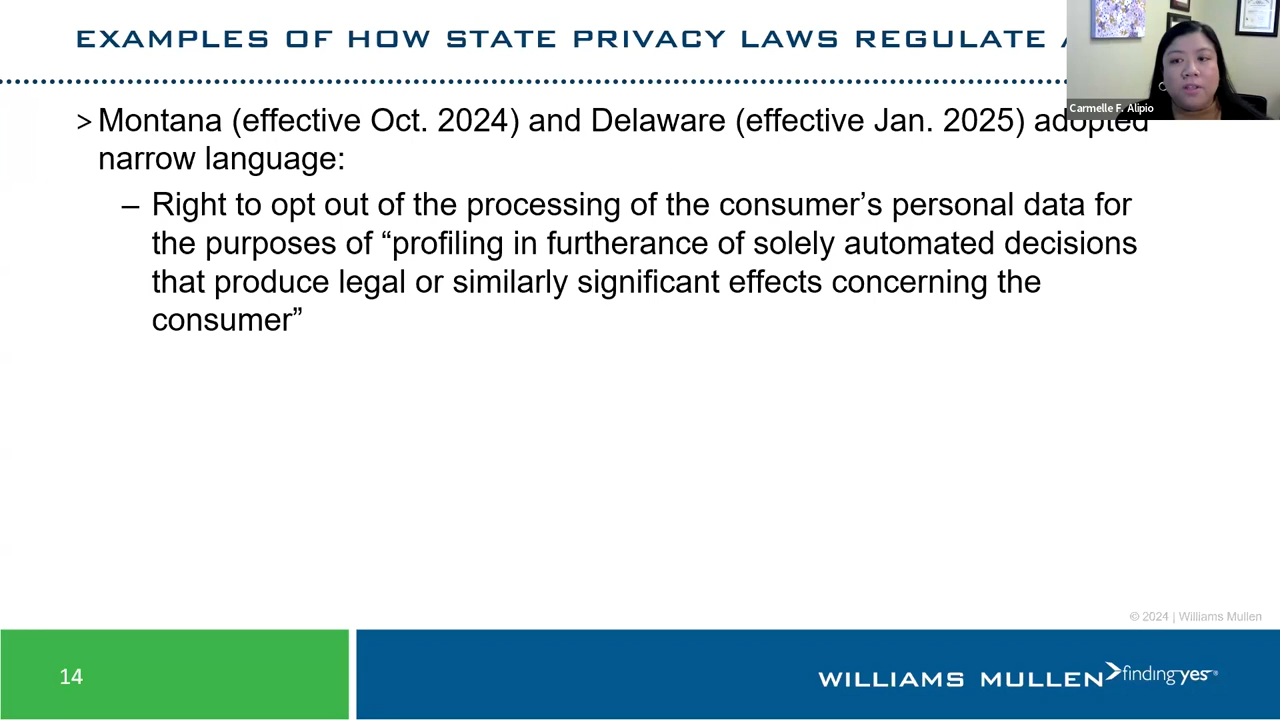 EXAMPLES OF HOW STATE PRIVACY LAWS REGULATE
Carmelle F. Alipio
> Montana (effective Oct. 2024) and Delaware (effective Jan. 2025) adopted
narrow language:
– Right to opt out of the processing of the consumer’s personal data for
the purposes of “profiling in furtherance of solely automated decisions
that produce legal or similarly significant effects concerning the
consumer”
© 2024 | Williams Mullen
14
WILLIAMS MULLEN finding yes®